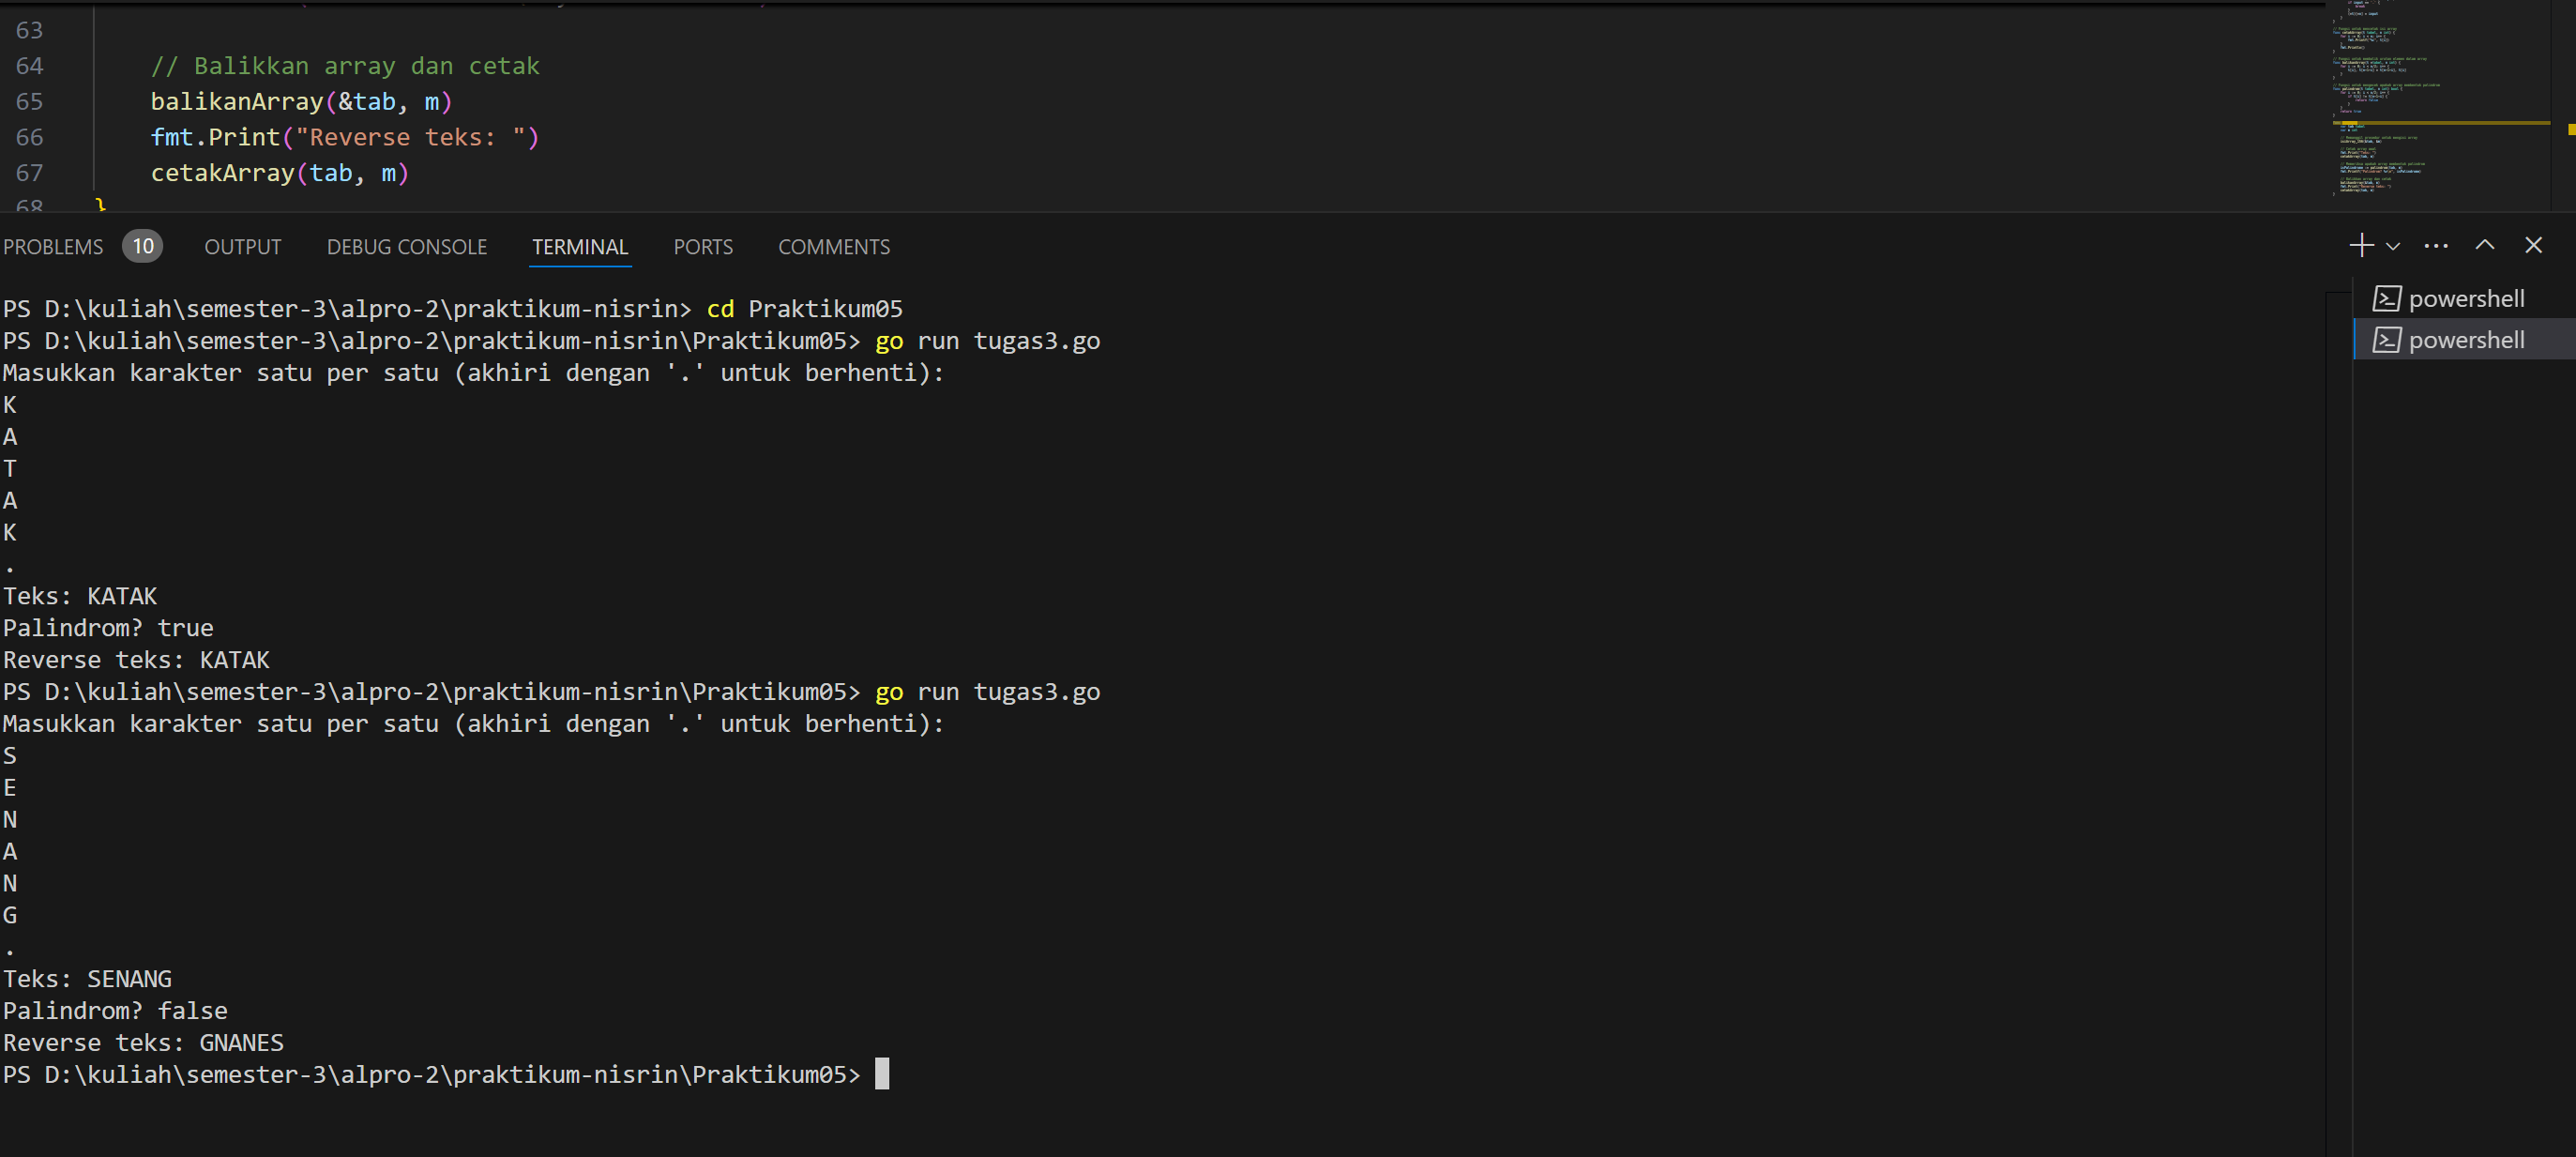 63
64 // Balikkan array dan cetak
65 balikanArray(&tab, m)
66 fmt.Print("Reverse teks: ")
67 cetakArray(tab, m)
68 }
PROBLEMS 10 OUTPUT DEBUG CONSOLE TERMINAL PORTS COMMENTS
PS D:\kuliah\semester-3\alpro-2\praktikum-nisrin> cd Praktikum05
PS D:\kuliah\semester-3\alpro-2\praktikum-nisrin\Praktikum05> go run tugas3.go
Masukkan karakter satu per satu (akhiri dengan '.' untuk berhenti):
K
A
T
A
K
.
Teks: KATAK
Palindrom? true
Reverse teks: KATAK
PS D:\kuliah\semester-3\alpro-2\praktikum-nisrin\Praktikum05> go run tugas3.go
Masukkan karakter satu per satu (akhiri dengan '.' untuk berhenti):
S
E
N
A
N
G
.
Teks: SENANG
Palindrom? false
Reverse teks: GNANES
PS D:\kuliah\semester-3\alpro-2\praktikum-nisrin\Praktikum05>
powershell
powershell